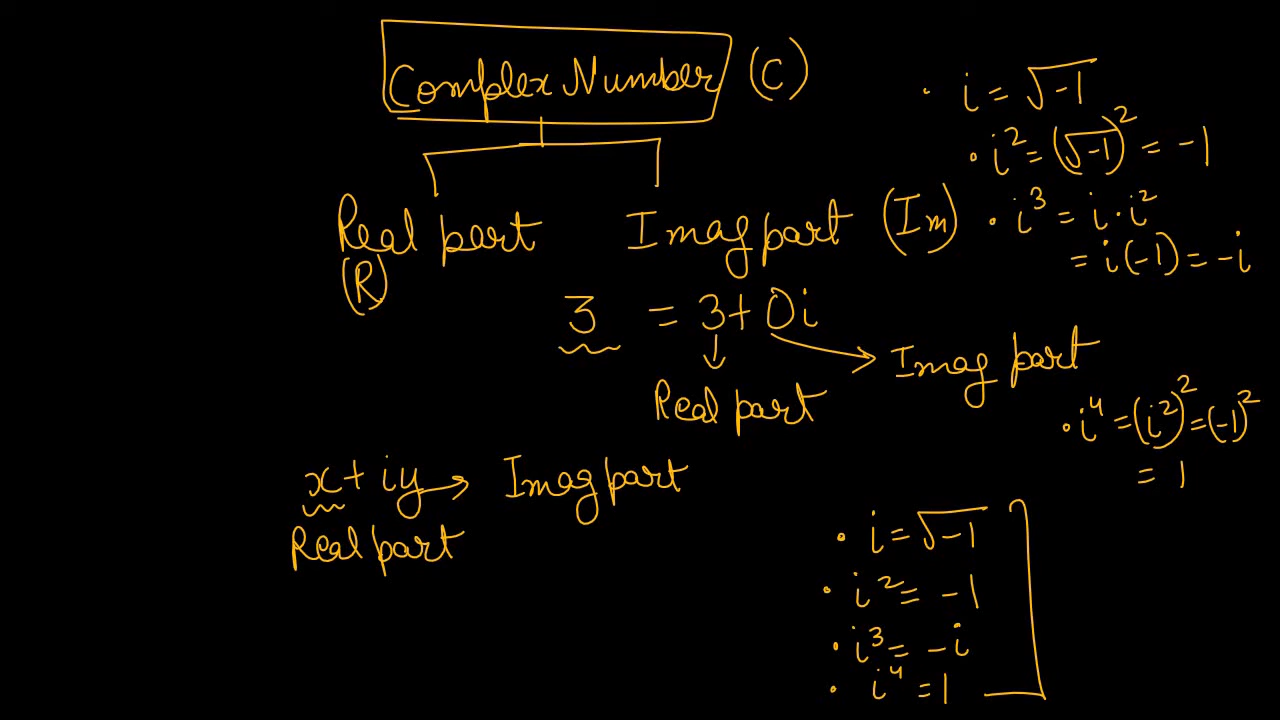 Complex Number (C)
Real part
(R)
Imag part (Im)
3 = 3 + 0i
Real part
Imag part
x + iy → Imag part
Real part
• i = √-1
• i² = (√-1)² = -1
• i³ = i · i²
= i(-1) = -i
• i⁴ = (i²)² = (-1)²
= 1
• i = √-1
• i² = -1
• i³ = -i
• i⁴ = 1